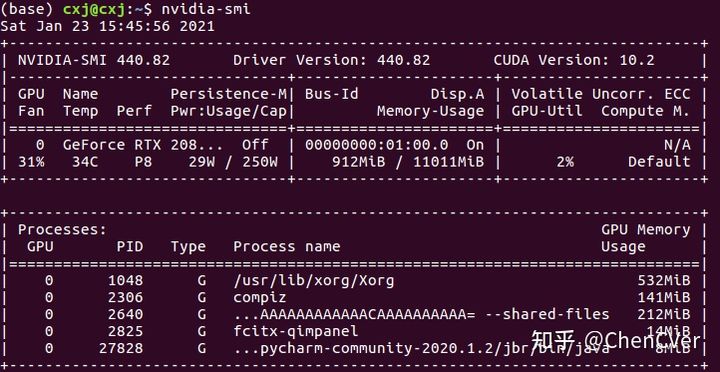 (base) cxj@cxj:~$ nvidia-smi
Sat Jan 23 15:45:56 2021
+-----------------------------------------------------------------------------+
| NVIDIA-SMI 440.82       Driver Version: 440.82       CUDA Version: 10.2     |
|-------------------------------+----------------------+----------------------+
| GPU  Name        Persistence-M| Bus-Id        Disp.A | Volatile Uncorr. ECC |
| Fan  Temp  Perf  Pwr:Usage/Cap|         Memory-Usage | GPU-Util  Compute M. |
|===============================+======================+======================|
|   0  GeForce RTX 208...  Off  | 00000000:01:00.0  On |                  N/A |
| 31%   34C    P8    29W / 250W |    912MiB / 11011MiB |      2%      Default |
+-------------------------------+----------------------+----------------------+
+-----------------------------------------------------------------------------+
| Processes:                                                       GPU Memory |
|  GPU       PID   Type   Process name                             Usage      |
|=============================================================================|
|    0      1048      G   /usr/lib/xorg/Xorg                           532MiB |
|    0      2306      G   compiz                                       141MiB |
|    0      2640      G   ...AAAAAAAAAAAACAAAAAAAAAA= --shared-files   212MiB |
|    0      2825      G   fcitx-qimpanel                                14MiB |
|    0     27828      G   ...pycharm-community-2020.1.2/jbr/bin/java     8MiB |
+-----------------------------------------------------------------------------+
知乎 @ChenCVer